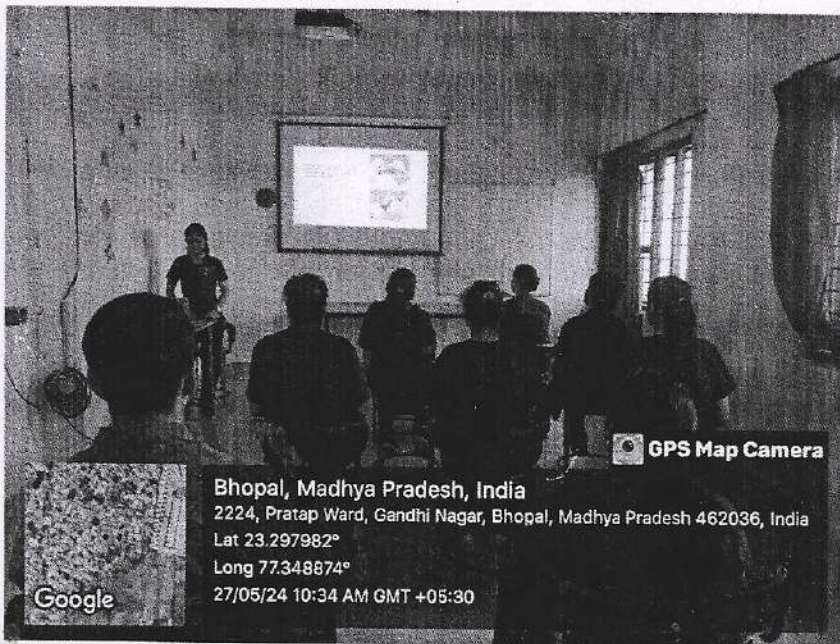 GPS Map Camera
Bhopal, Madhya Pradesh, India
2224, Pratap Ward, Gandhi Nagar, Bhopal, Madhya Pradesh 462036, India
Lat 23.297982°
Long 77.348874°
27/05/24 10:34 AM GMT +05:30
Google